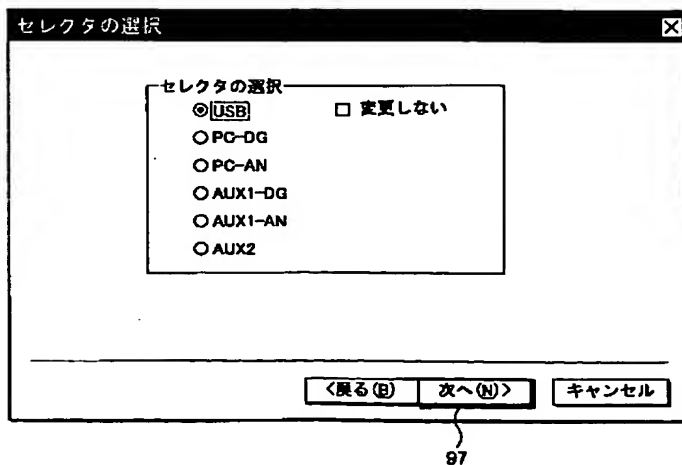 セレクタの選択
セレクタの選択
USB 変更しない
PC-DG
PC-AN
AUX1-DG
AUX1-AN
AUX2
<戻る(B) 次へ(N)> キャンセル
97